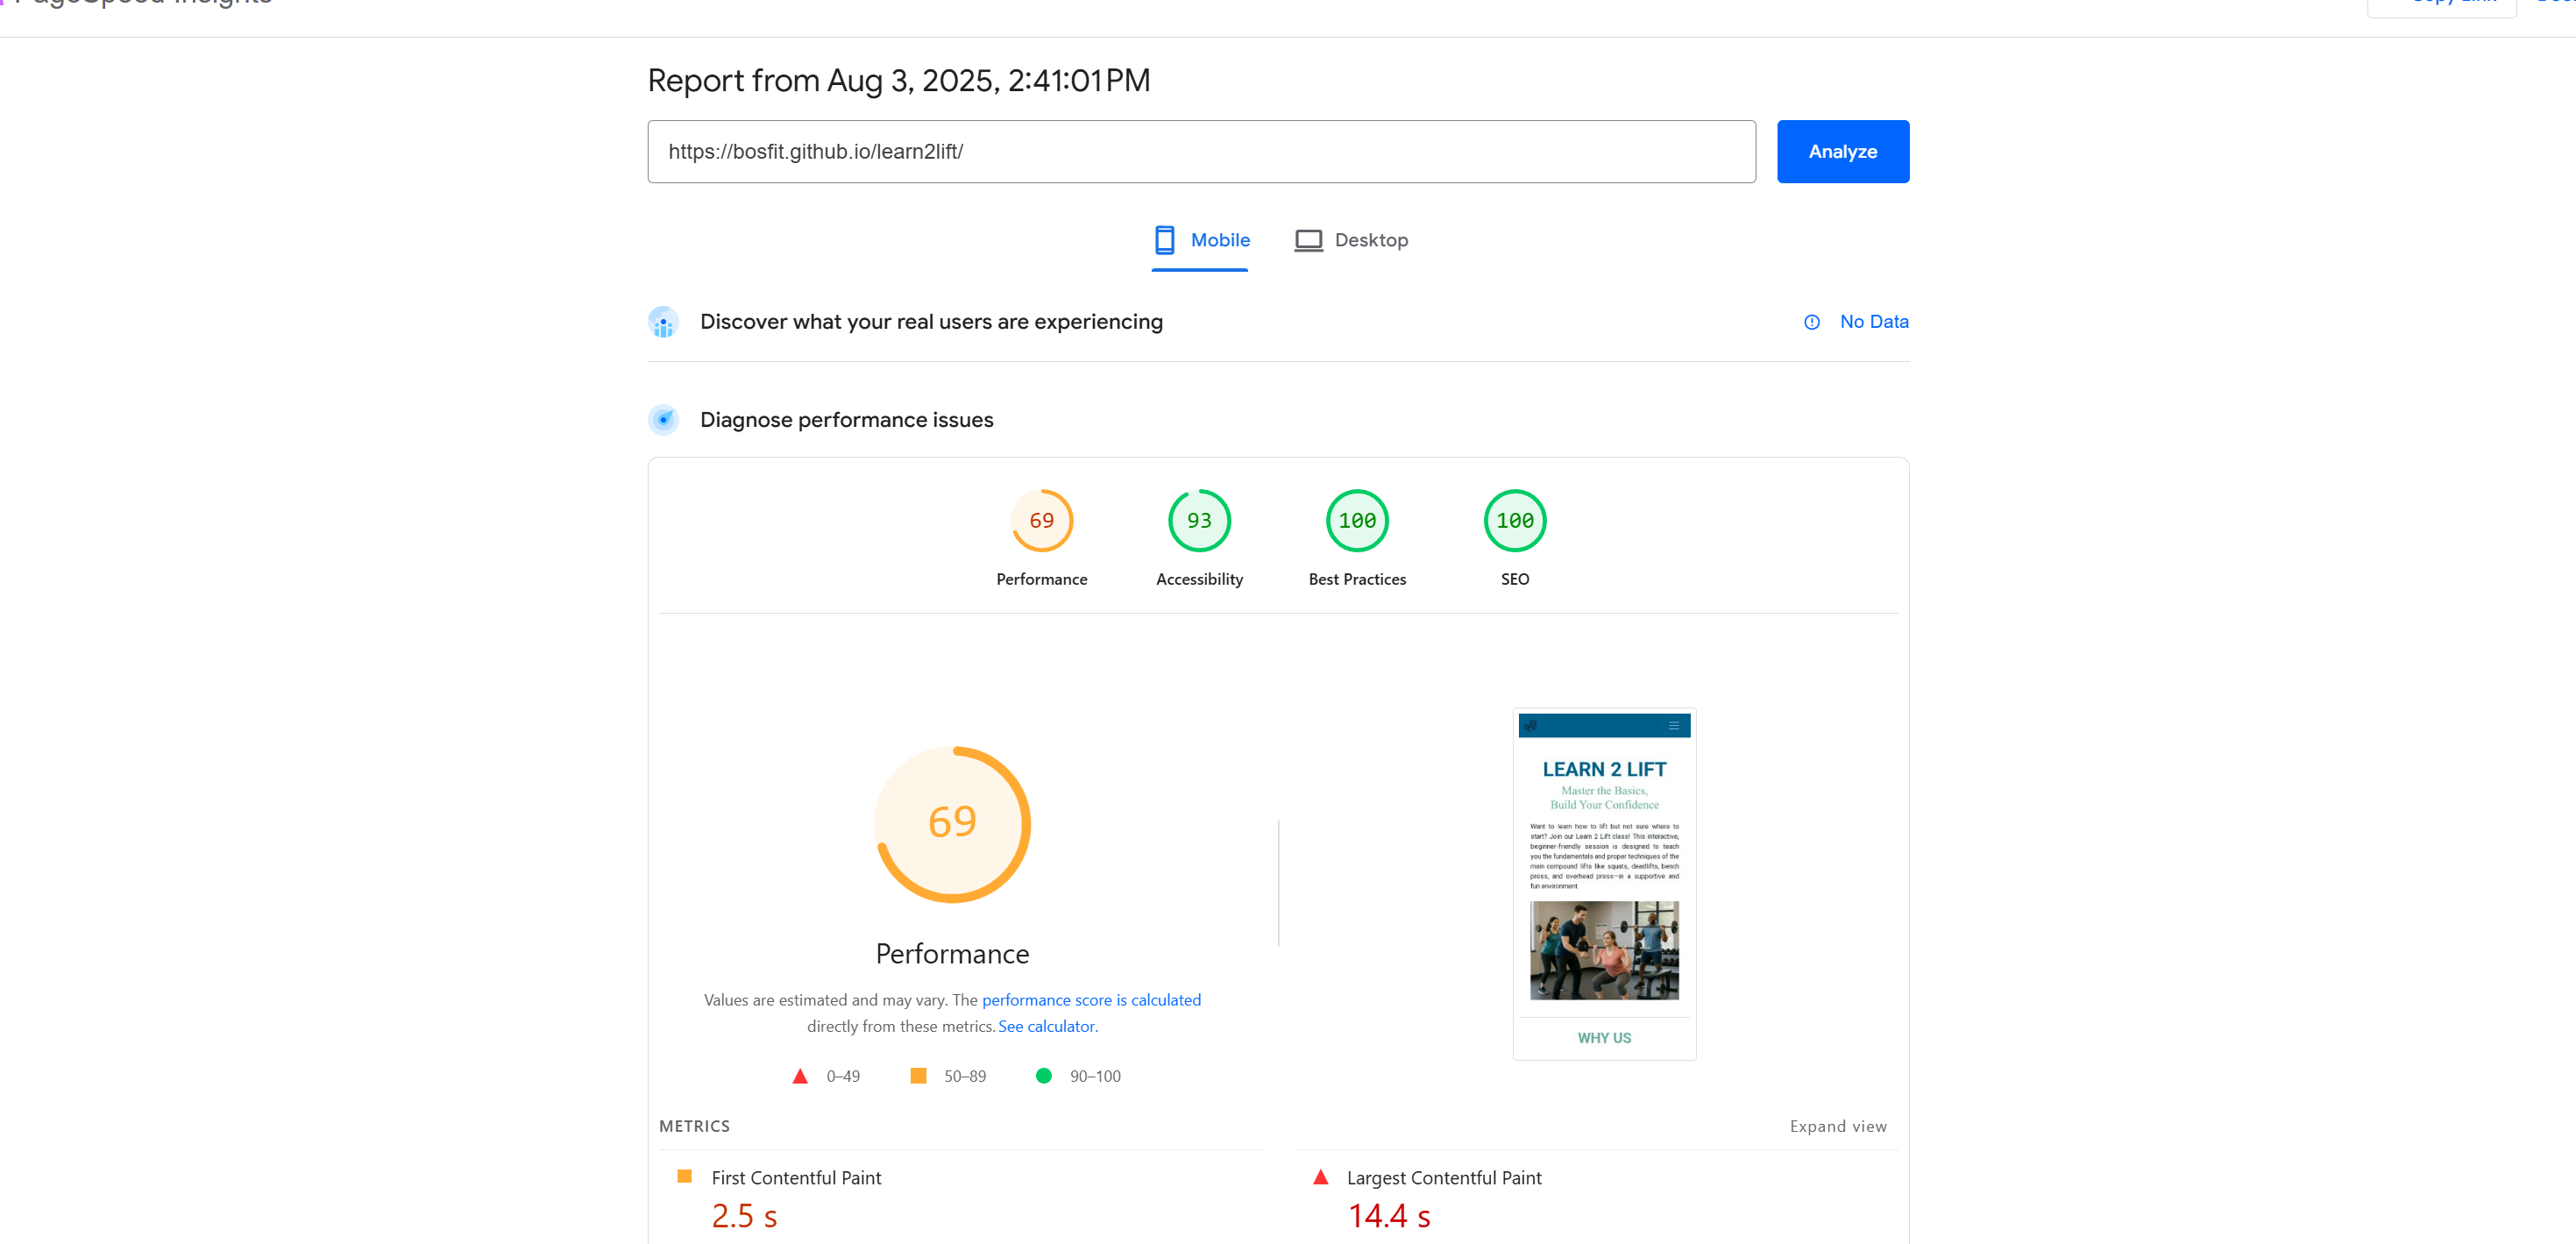 PageSpeed Insights
Copy Link
Report from Aug 3, 2025, 2:41:01 PM
https://bosfit.github.io/learn2lift/
Analyze
Mobile
Desktop
Discover what your real users are experiencing
No Data
Diagnose performance issues
69
93
100
100
Performance
Accessibility
Best Practices
SEO
69
Performance
Values are estimated and may vary. The performance score is calculated
directly from these metrics. See calculator.
0–49
50–89
90–100
LEARN 2 LIFT
Master the Basics,
Build Your Confidence
Want to learn how to lift but not sure where to
start? Join our Learn 2 Lift class! This interactive,
beginner-friendly session is designed to teach
you the fundamentals and proper techniques of the
main compound lifts like squats, deadlifts, bench
press, and overhead press—in a supportive and
fun environment
WHY US
METRICS
Expand view
First Contentful Paint
2.5 s
Largest Contentful Paint
14.4 s